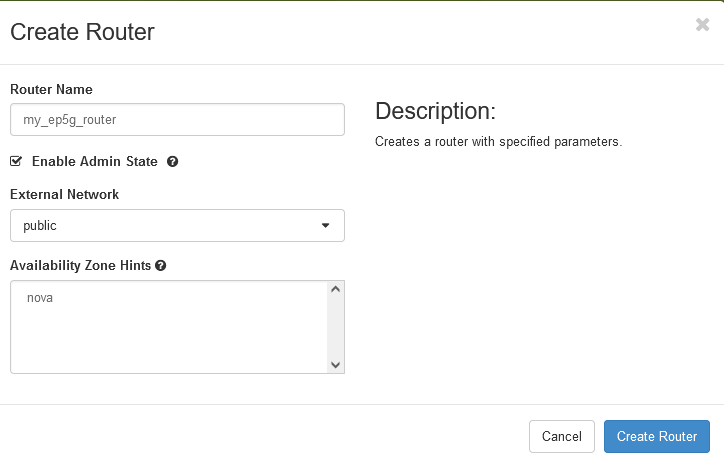 Create Router
Router Name
my_ep5g_router
Enable Admin State
External Network
public
Availability Zone Hints
nova
Description:
Creates a router with specified parameters.
Cancel
Create Router